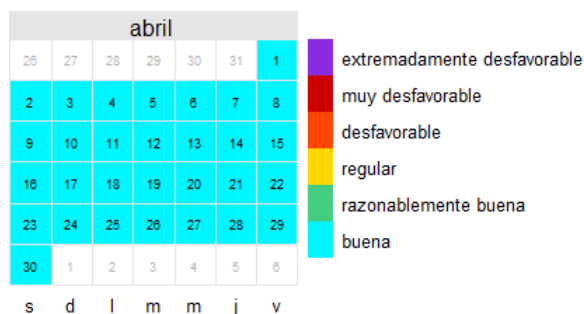 abril
26 27 28 29 30 31 1
2 3 4 5 6 7 8
9 10 11 12 13 14 15
16 17 18 19 20 21 22
23 24 25 26 27 28 29
30 1 2 3 4 5 6
s d l m m j v
extremadamente desfavorable
muy desfavorable
desfavorable
regular
razonablemente buena
buena